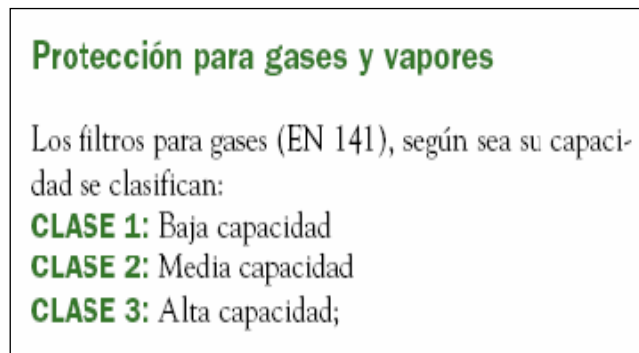 Protección para gases y vapores
Los filtros para gases (EN 141), según sea su capaci-
dad se clasifican:
CLASE 1: Baja capacidad
CLASE 2: Media capacidad
CLASE 3: Alta capacidad;